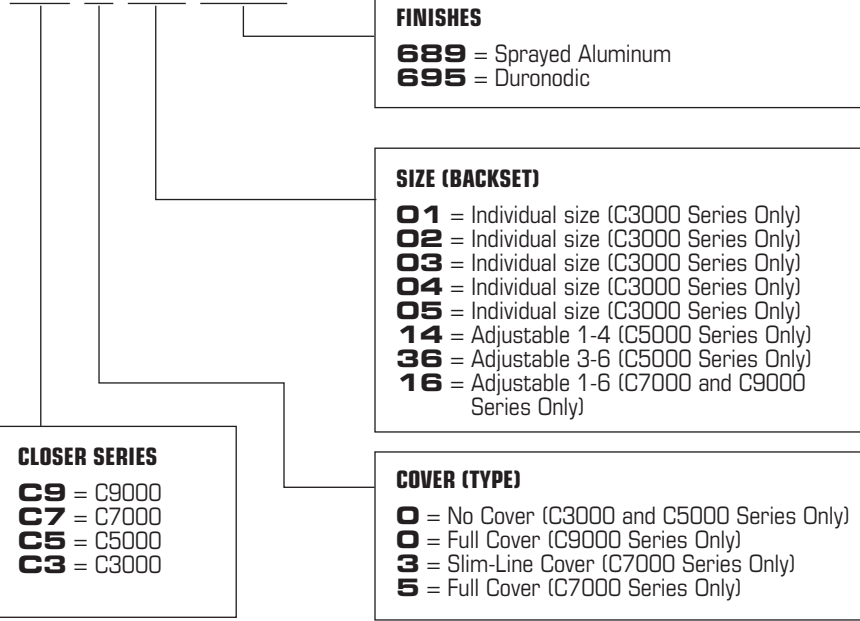 FINISHES
689 = Sprayed Aluminum
695 = Duronodic
SIZE (BACKSET)
01 = Individual size (C3000 Series Only)
02 = Individual size (C3000 Series Only)
03 = Individual size (C3000 Series Only)
04 = Individual size (C3000 Series Only)
05 = Individual size (C3000 Series Only)
14 = Adjustable 1-4 (C5000 Series Only)
36 = Adjustable 3-6 (C5000 Series Only)
16 = Adjustable 1-6 (C7000 and C9000
Series Only)
CLOSER SERIES
C9 = C9000
C7 = C7000
C5 = C5000
C3 = C3000
COVER (TYPE)
0 = No Cover (C3000 and C5000 Series Only)
0 = Full Cover (C9000 Series Only)
3 = Slim-Line Cover (C7000 Series Only)
5 = Full Cover (C7000 Series Only)